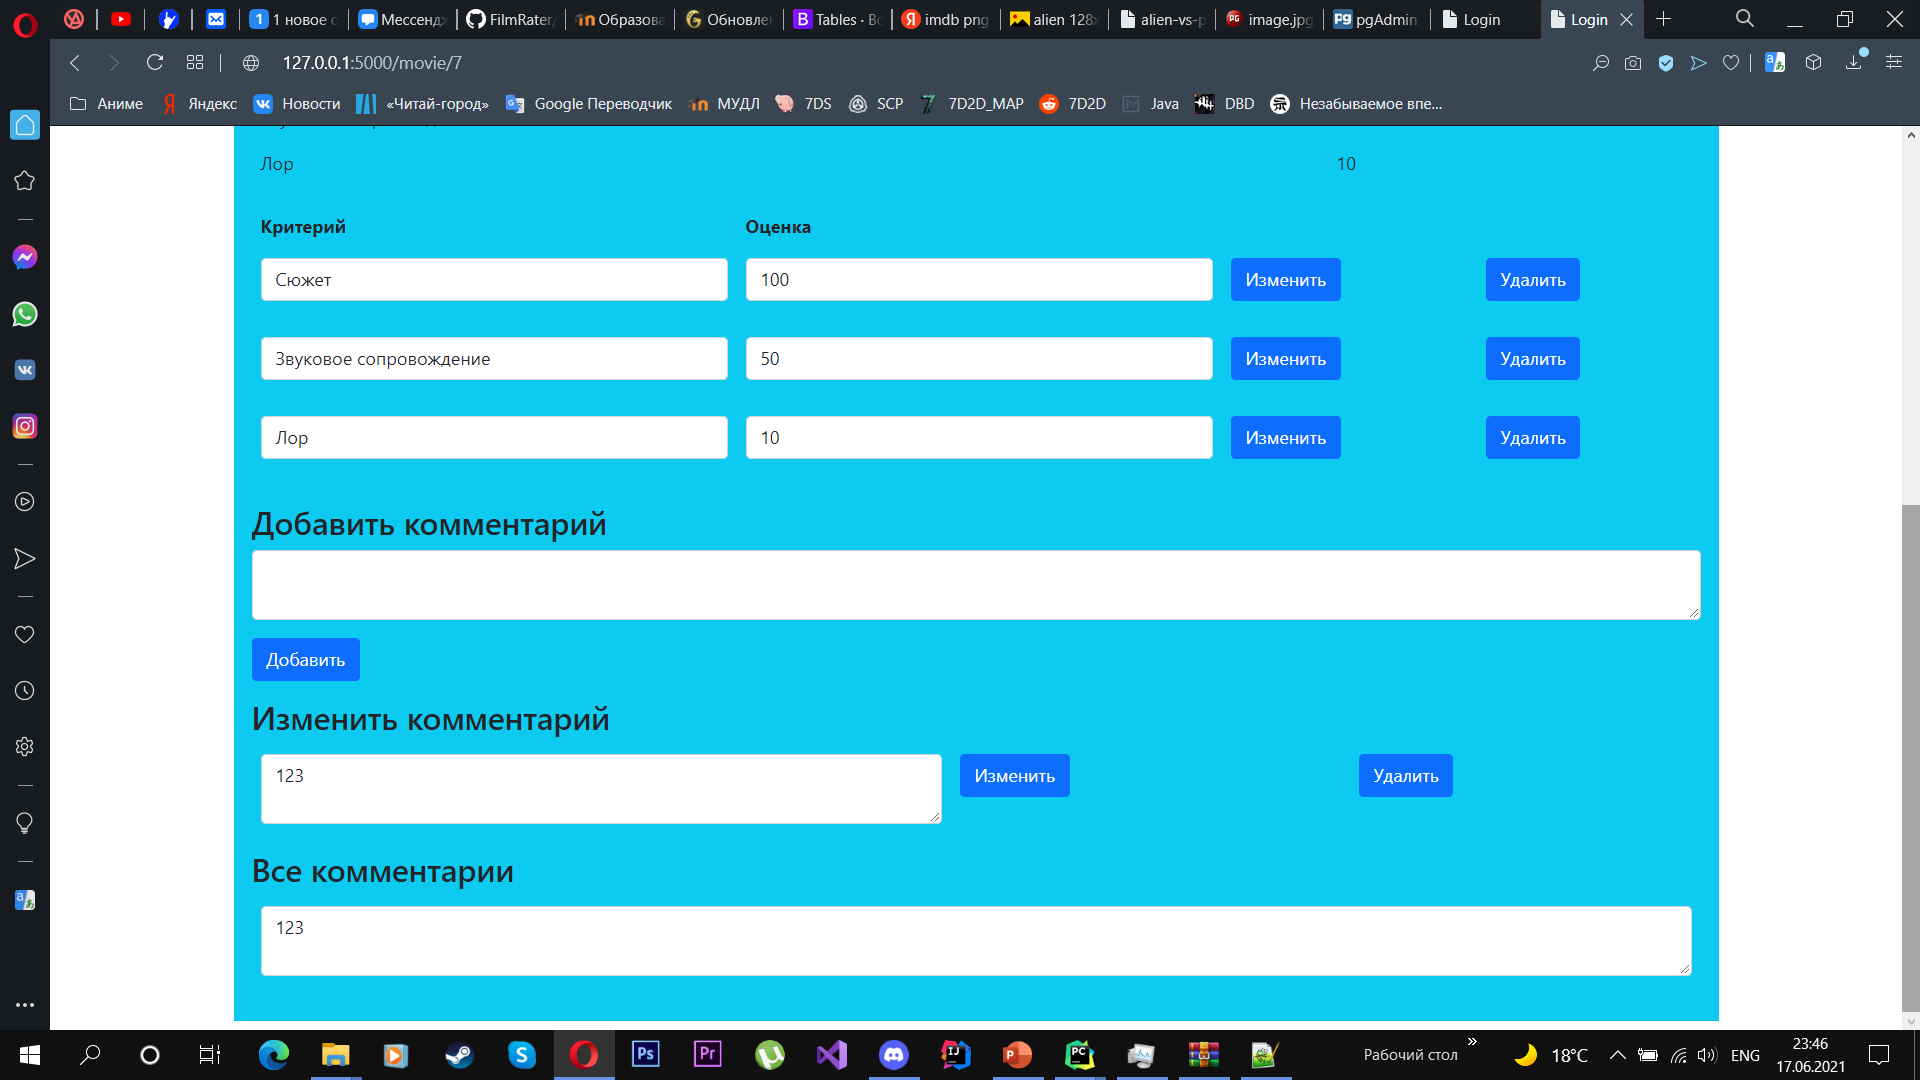 1 новое с
Мессендж
FilmRater/
Образова
Обновлен
Tables · Bo
imdb png
alien 128x
alien-vs-p
image.jpg
pgAdmin
Login
Login
127.0.0.1:5000/movie/7
Аниме
Яндекс
Новости
«Читай-город»
Google Переводчик
МУДЛ
7DS
SCP
7D2D_MAP
7D2D
Java
DBD
Незабываемое впе...
Лор 10
Критерий Оценка
Сюжет 100 Изменить Удалить
Звуковое сопровождение 50 Изменить Удалить
Лор 10 Изменить Удалить
Добавить комментарий
Добавить
Изменить комментарий
123 Изменить Удалить
Все комментарии
123
Рабочий стол
18°C
ENG
23:46
17.06.2021